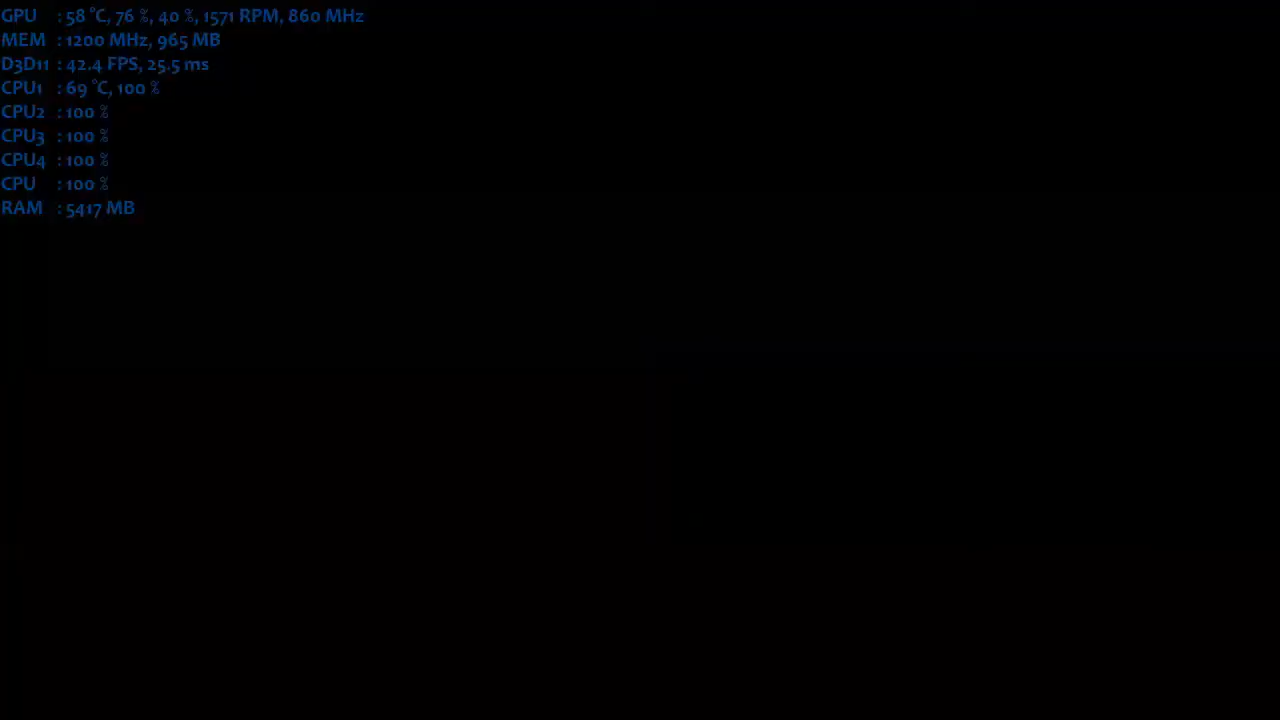 GPU : 58 °C, 76 %, 40 %, 1571 RPM, 860 MHz
MEM : 1200 MHz, 965 MB
D3D11 : 42.4 FPS, 25.5 ms
CPU1 : 69 °C, 100 %
CPU2 : 100 %
CPU3 : 100 %
CPU4 : 100 %
CPU : 100 %
RAM : 5417 MB